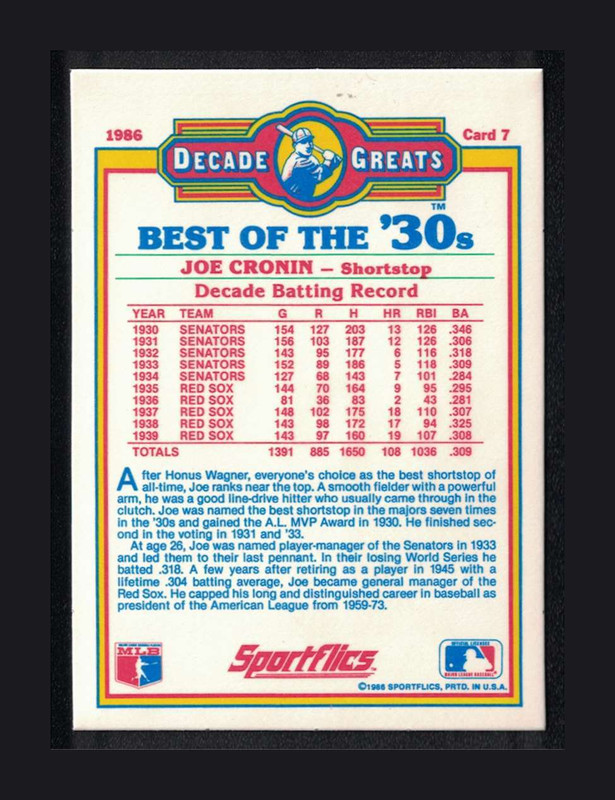 1986
Card 7
DECADE GREATS
TM
BEST OF THE '30s
JOE CRONIN – Shortstop
Decade Batting Record
YEAR TEAM G R H HR RBI BA
1930 SENATORS 154 127 203 13 126 .346
1931 SENATORS 156 103 187 12 126 .306
1932 SENATORS 143 95 177 6 116 .318
1933 SENATORS 152 89 186 5 118 .309
1934 SENATORS 127 68 143 7 101 .284
1935 RED SOX 144 70 164 9 95 .295
1936 RED SOX 81 36 83 2 43 .281
1937 RED SOX 148 102 175 18 110 .307
1938 RED SOX 143 98 172 17 94 .325
1939 RED SOX 143 97 160 19 107 .308
TOTALS 1391 885 1650 108 1036 .309
After Honus Wagner, everyone's choice as the best shortstop of
all-time, Joe ranks near the top. A smooth fielder with a powerful
arm, he was a good line-drive hitter who usually came through in the
clutch. Joe was named the best shortstop in the majors seven times
in the '30s and gained the A.L. MVP Award in 1930. He finished sec-
ond in the voting in 1931 and '33.
At age 26, Joe was named player-manager of the Senators in 1933
and led them to their last pennant. In their losing World Series he
batted .318. A few years after retiring as a player in 1945 with a
lifetime .304 batting average, Joe became general manager of the
Red Sox. He capped his long and distinguished career in baseball as
president of the American League from 1959-73.
MLB
Sportflics
OFFICIAL LICENSEE
MAJOR LEAGUE BASEBALL
©1986 SPORTFLICS, PRTD. IN U.S.A.